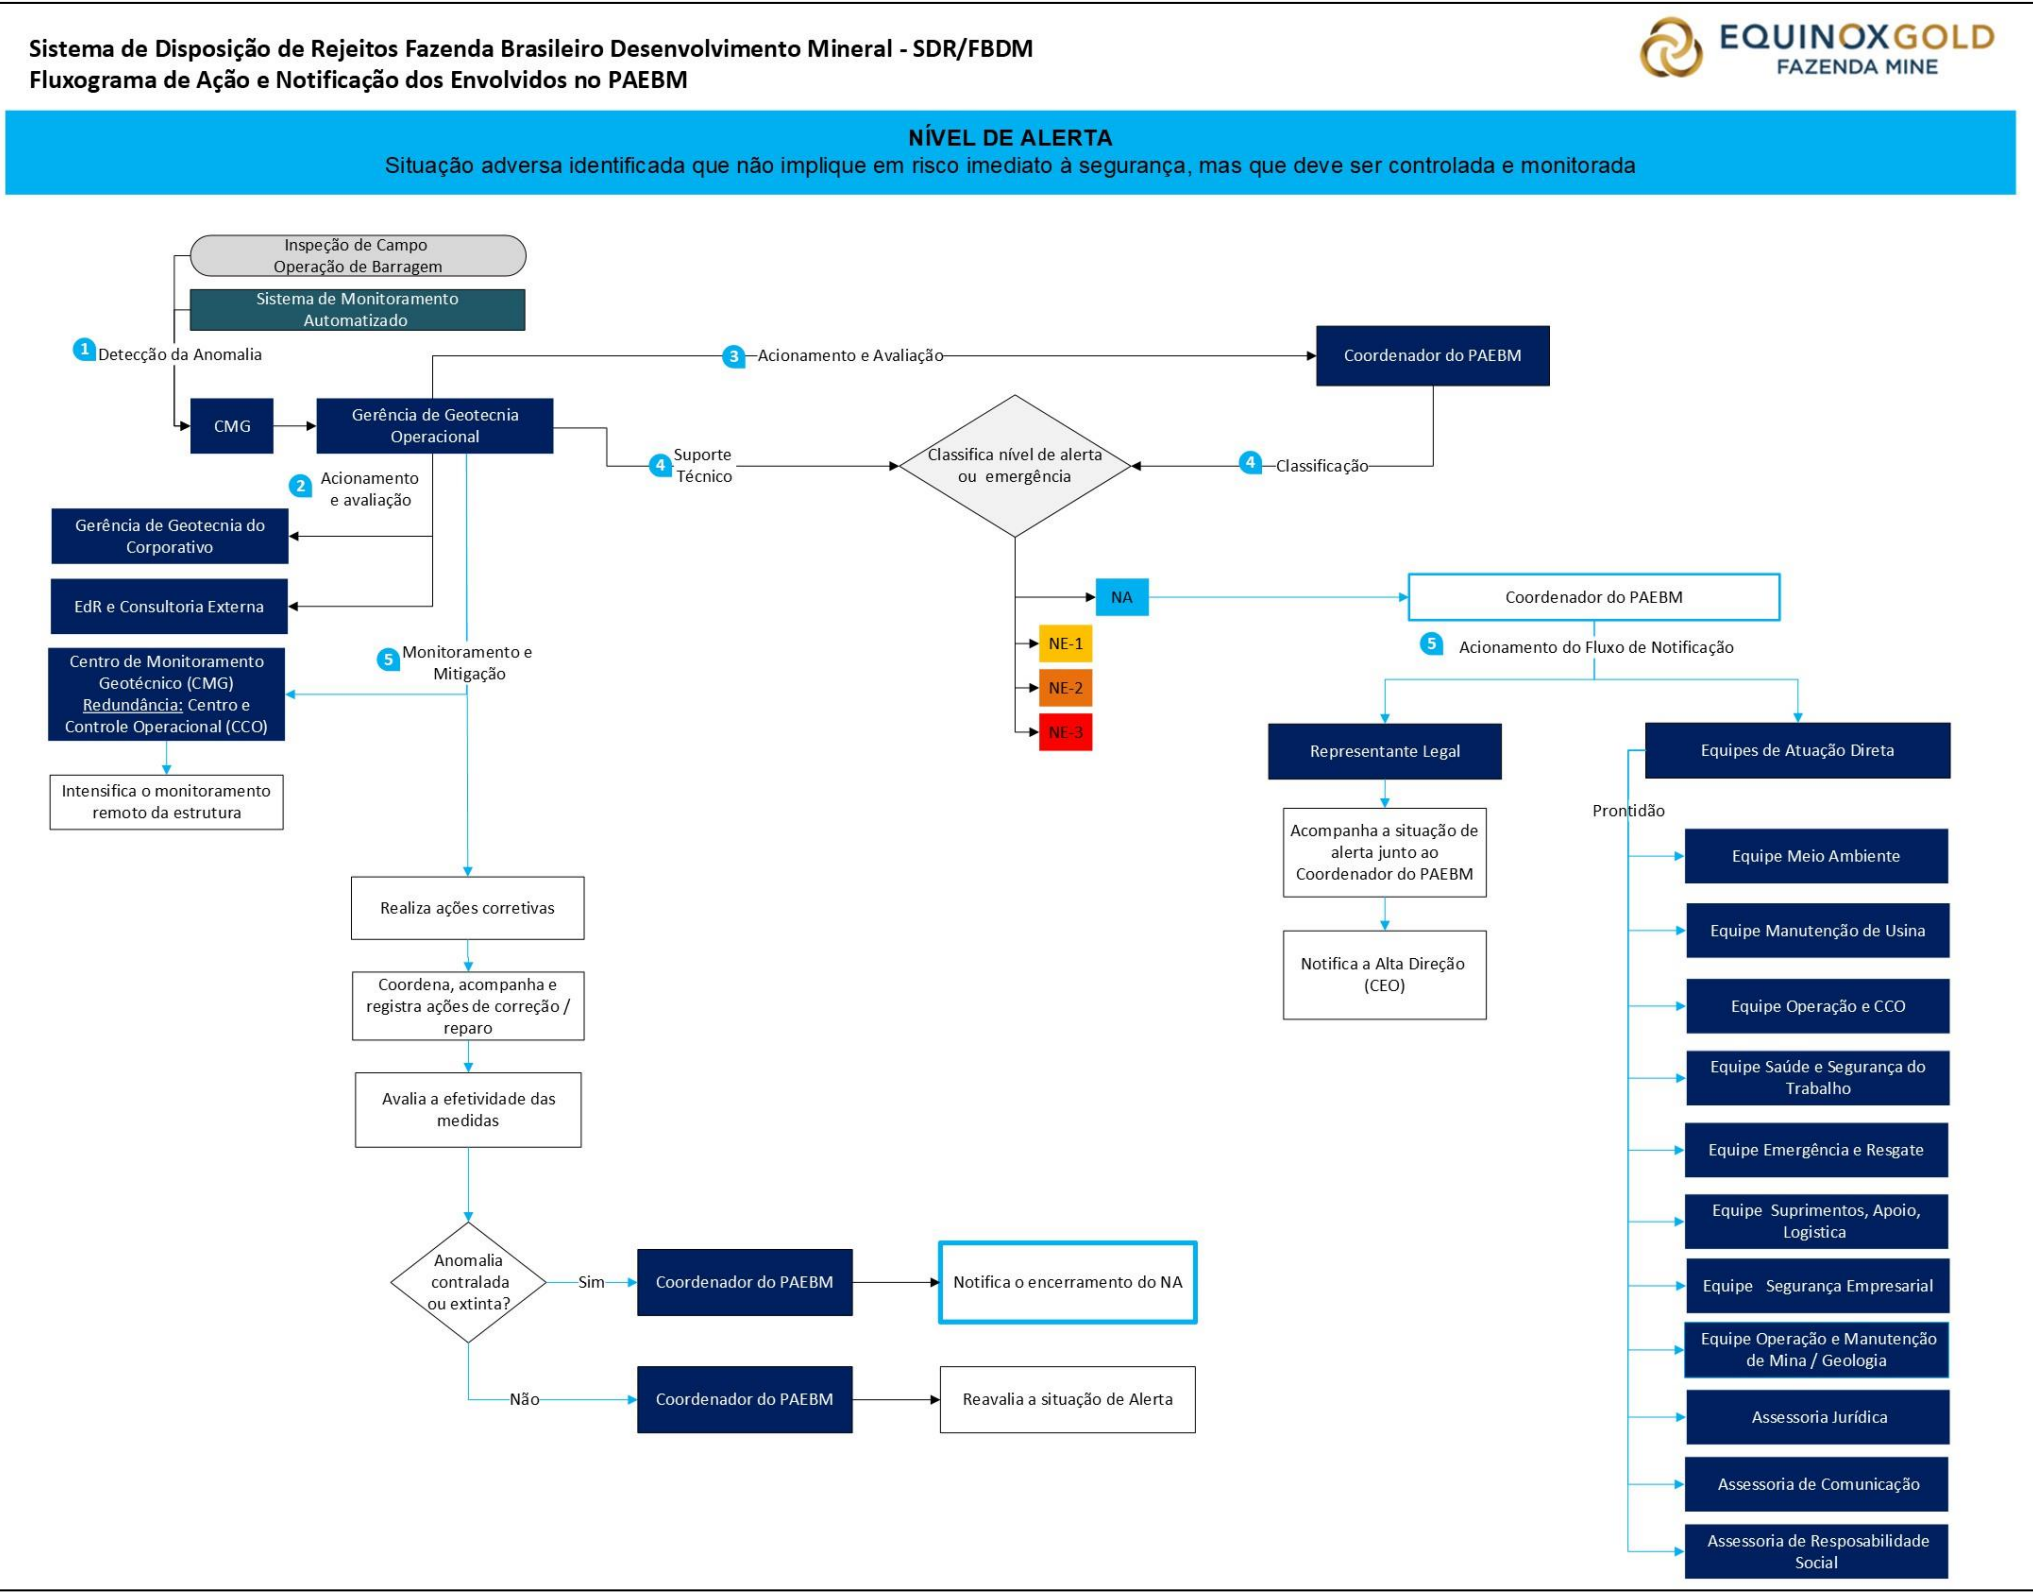 Sistema de Disposição de Rejeitos Fazenda Brasileiro Desenvolvimento Mineral - SDR/FBDM
Fluxograma de Ação e Notificação dos Envolvidos no PAEBM
EQUINOXGOLD
FAZENDA MINE
NÍVEL DE ALERTA
Situação adversa identificada que não implique em risco imediato à segurança, mas que deve ser controlada e monitorada
Inspeção de Campo
Operação de Barragem
Sistema de Monitoramento
Automatizado
1 Detecção da Anomalia
3 Acionamento e Avaliação
Coordenador do PAEBM
CMG
Gerência de Geotecnia
Operacional
4 Suporte
Técnico
Classifica nível de alerta
ou emergência
4 Classificação
2 Acionamento
e avaliação
Gerência de Geotecnia do
Corporativo
EdR e Consultoria Externa
NA
NE-1
NE-2
NE-3
Coordenador do PAEBM
5 Acionamento do Fluxo de Notificação
5 Monitoramento e
Mitigação
Centro de Monitoramento
Geotécnico (CMG)
Redundância: Centro e
Controle Operacional (CCO)
Intensifica o monitoramento
remoto da estrutura
Representante Legal
Acompanha a situação de
alerta junto ao
Coordenador do PAEBM
Notifica a Alta Direção
(CEO)
Equipes de Atuação Direta
Prontidão
Equipe Meio Ambiente
Equipe Manutenção de Usina
Equipe Operação e CCO
Equipe Saúde e Segurança do
Trabalho
Equipe Emergência e Resgate
Equipe Suprimentos, Apoio,
Logistica
Equipe Segurança Empresarial
Equipe Operação e Manutenção
de Mina / Geologia
Assessoria Jurídica
Assessoria de Comunicação
Assessoria de Resposabilidade
Social
Realiza ações corretivas
Coordena, acompanha e
registra ações de correção /
reparo
Avalia a efetividade das
medidas
Anomalia
contralada
ou extinta?
Sim
Coordenador do PAEBM
Notifica o encerramento do NA
Não
Coordenador do PAEBM
Reavalia a situação de Alerta